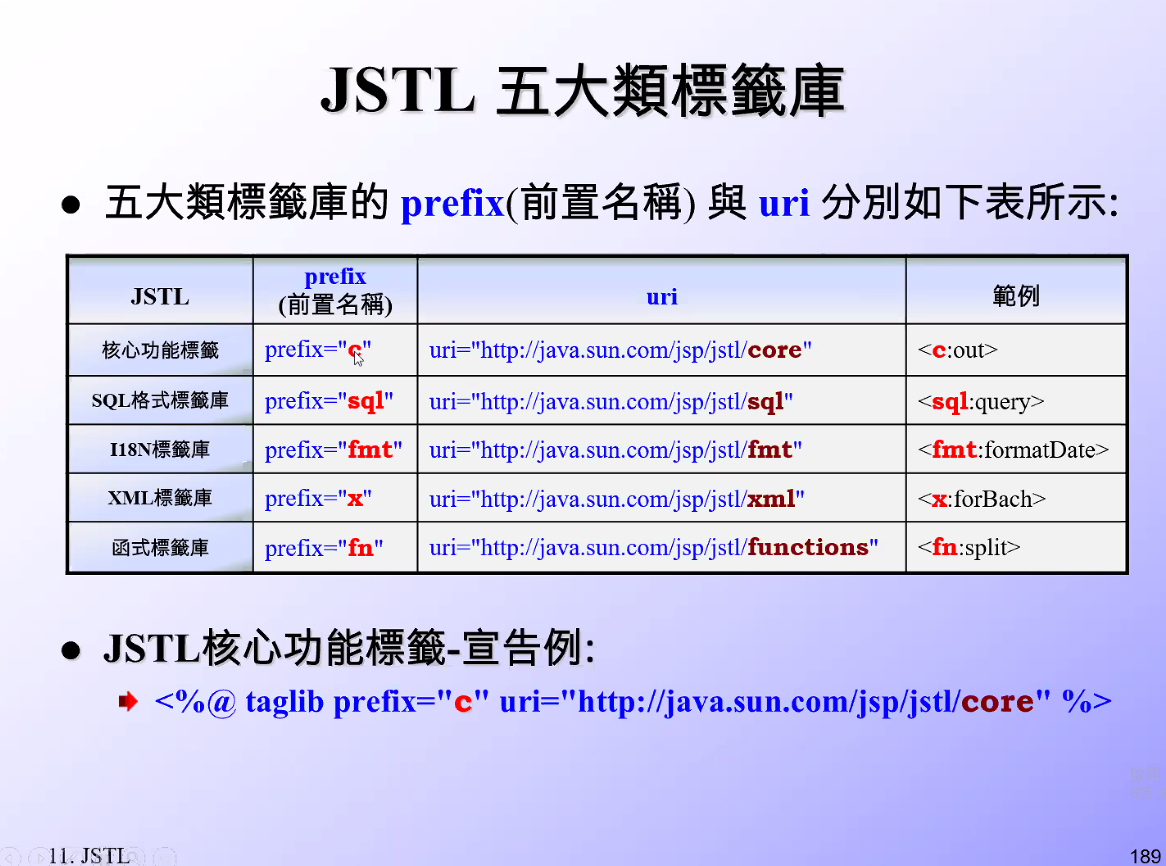 JSTL 五大類標籤庫
● 五大類標籤庫的 prefix(前置名稱) 與 uri 分別如下表所示:
JSTL prefix (前置名稱) uri 範例
核心功能標籤 prefix="c" uri="http://java.sun.com/jsp/jstl/core" <c:out>
SQL格式標籤庫 prefix="sql" uri="http://java.sun.com/jsp/jstl/sql" <sql:query>
I18N標籤庫 prefix="fmt" uri="http://java.sun.com/jsp/jstl/fmt" <fmt:formatDate>
XML標籤庫 prefix="x" uri="http://java.sun.com/jsp/jstl/xml" <x:forBach>
函式標籤庫 prefix="fn" uri="http://java.sun.com/jsp/jstl/functions" <fn:split>
● JSTL核心功能標籤-宣告例:
<%@ taglib prefix="c" uri="http://java.sun.com/jsp/jstl/core" %>
11. JSTL
189